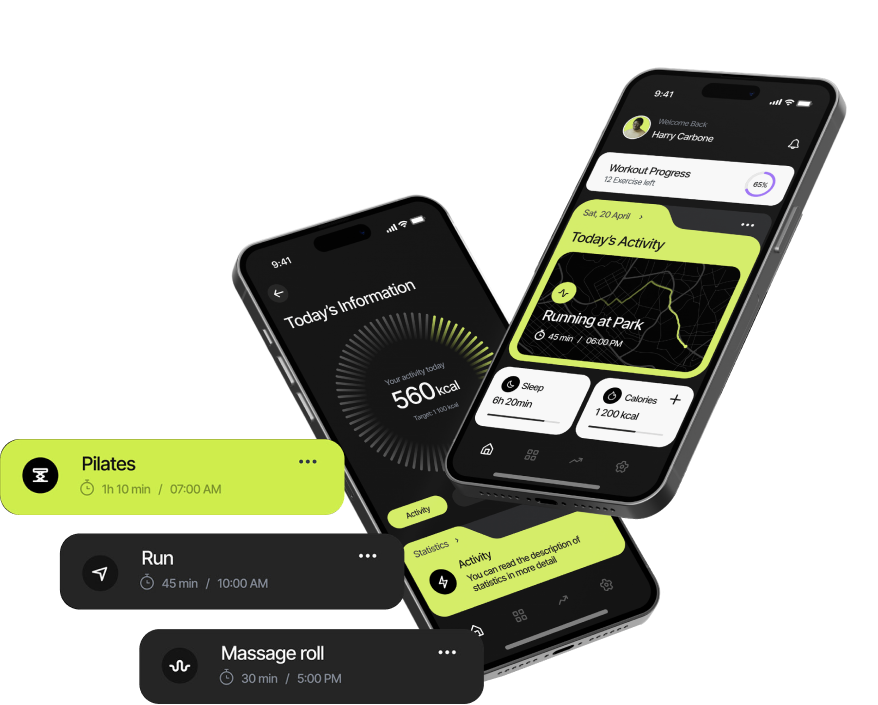 9:41
Welcome Back
Harry Carbone
Workout Progress
12 Exercise left
65%
Sat, 20 April
Today's Activity
Running at Park
45 min / 06:00 PM
Sleep
6h 20min
Calories
1 200 kcal
9:41
Today's Information
Your activity today
560 kcal
Target: 1 100 kcal
Activity
Statistics
Activity
You can read the description of
statistics in more detail
Pilates
1h 10 min / 07:00 AM
Run
45 min / 10:00 AM
Massage roll
30 min / 5:00 PM